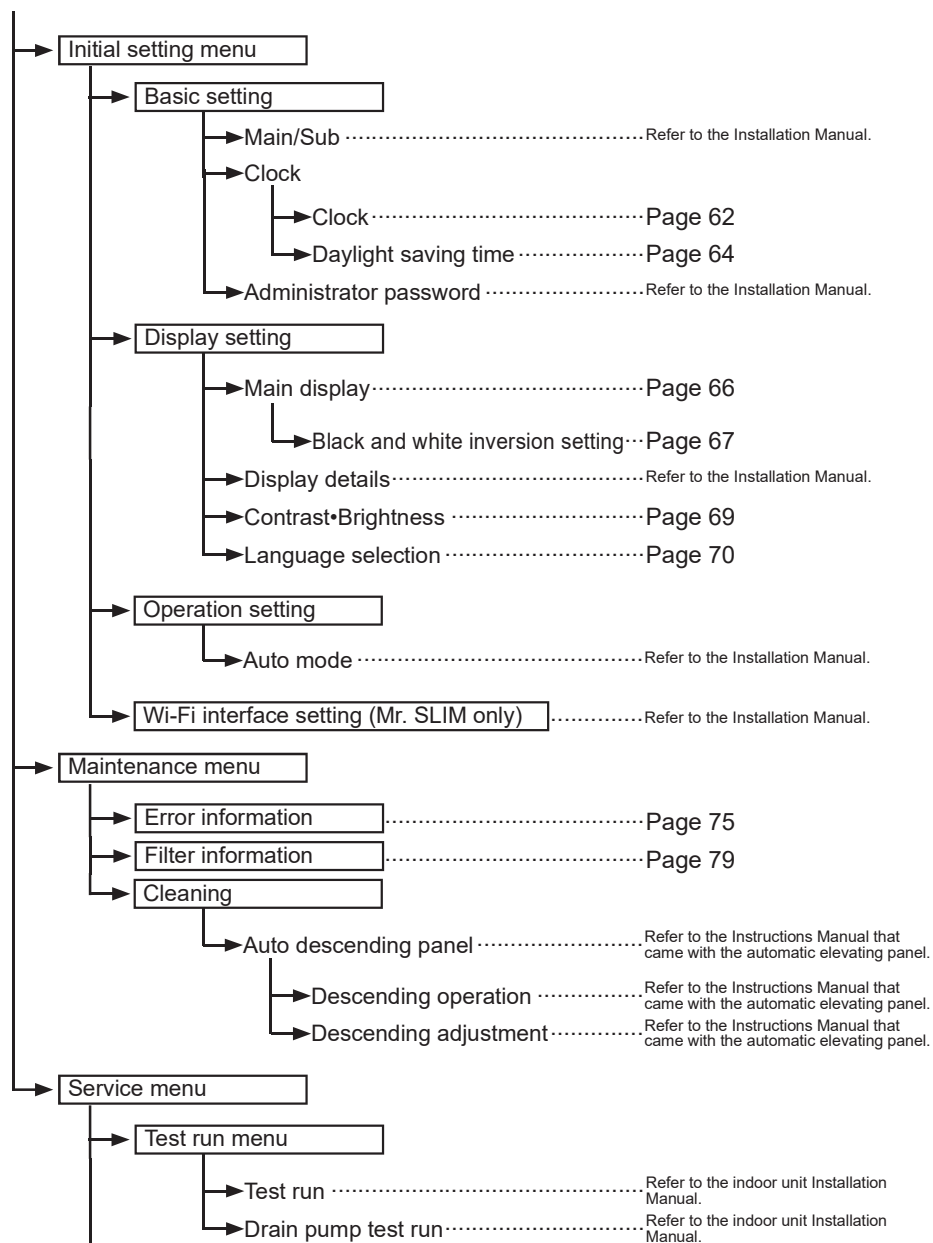 Initial setting menu
Basic setting
Main/Sub ........................................ Refer to the Installation Manual.
Clock
Clock ........................................ Page 62
Daylight saving time .................. Page 64
Administrator password ....................... Refer to the Installation Manual.
Display setting
Main display ........................................ Page 66
Black and white inversion setting ... Page 67
Display details ..................................... Refer to the Installation Manual.
Contrast•Brightness ............................ Page 69
Language selection ............................. Page 70
Operation setting
Auto mode .......................................... Refer to the Installation Manual.
Wi-Fi interface setting (Mr. SLIM only) ............. Refer to the Installation Manual.
Maintenance menu
Error information ..................................... Page 75
Filter information ..................................... Page 79
Cleaning
Auto descending panel ........................ Refer to the Instructions Manual that
came with the automatic elevating panel.
Descending operation ............... Refer to the Instructions Manual that
came with the automatic elevating panel.
Descending adjustment ............. Refer to the Instructions Manual that
came with the automatic elevating panel.
Service menu
Test run menu
Test run ............................................. Refer to the indoor unit Installation
Manual.
Drain pump test run ............................ Refer to the indoor unit Installation
Manual.